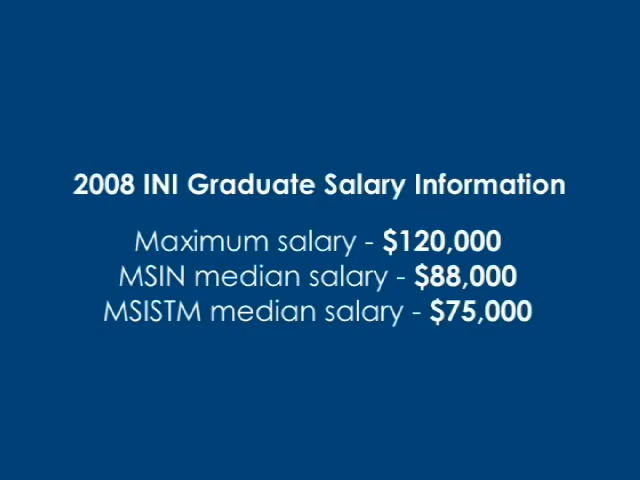 2008 INI Graduate Salary Information
Maximum salary - $120,000
MSIN median salary - $88,000
MSISTM median salary - $75,000